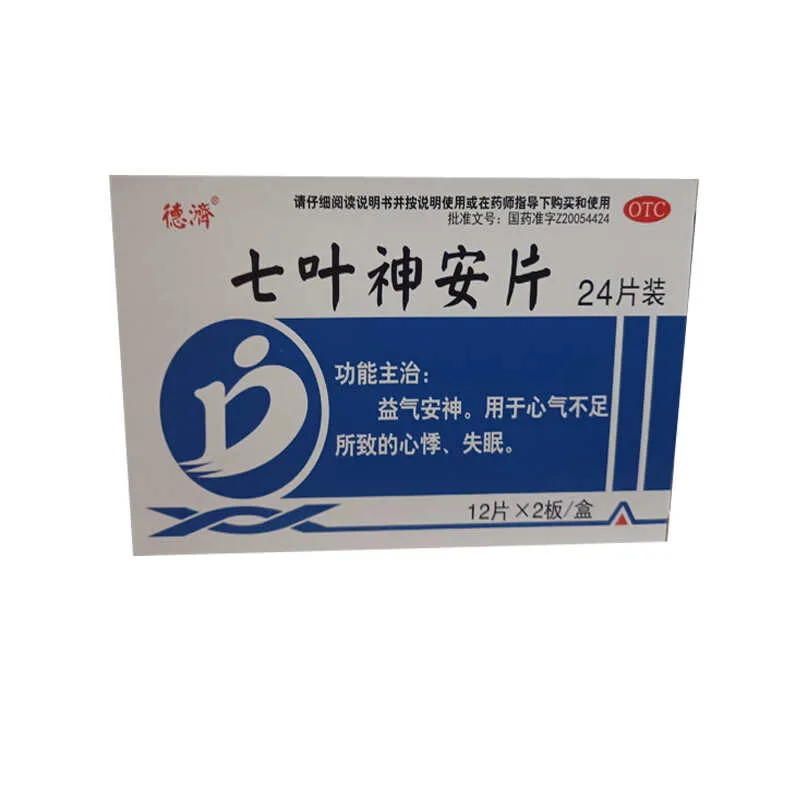 德濟®
请仔细阅读说明书并按说明使用或在药师指导下购买和使用
批准文号：国药准字Z20054424
OTC
七叶神安片 24片装
功能主治：
益气安神。用于心气不足
所致的心悸、失眠。
12片×2板/盒